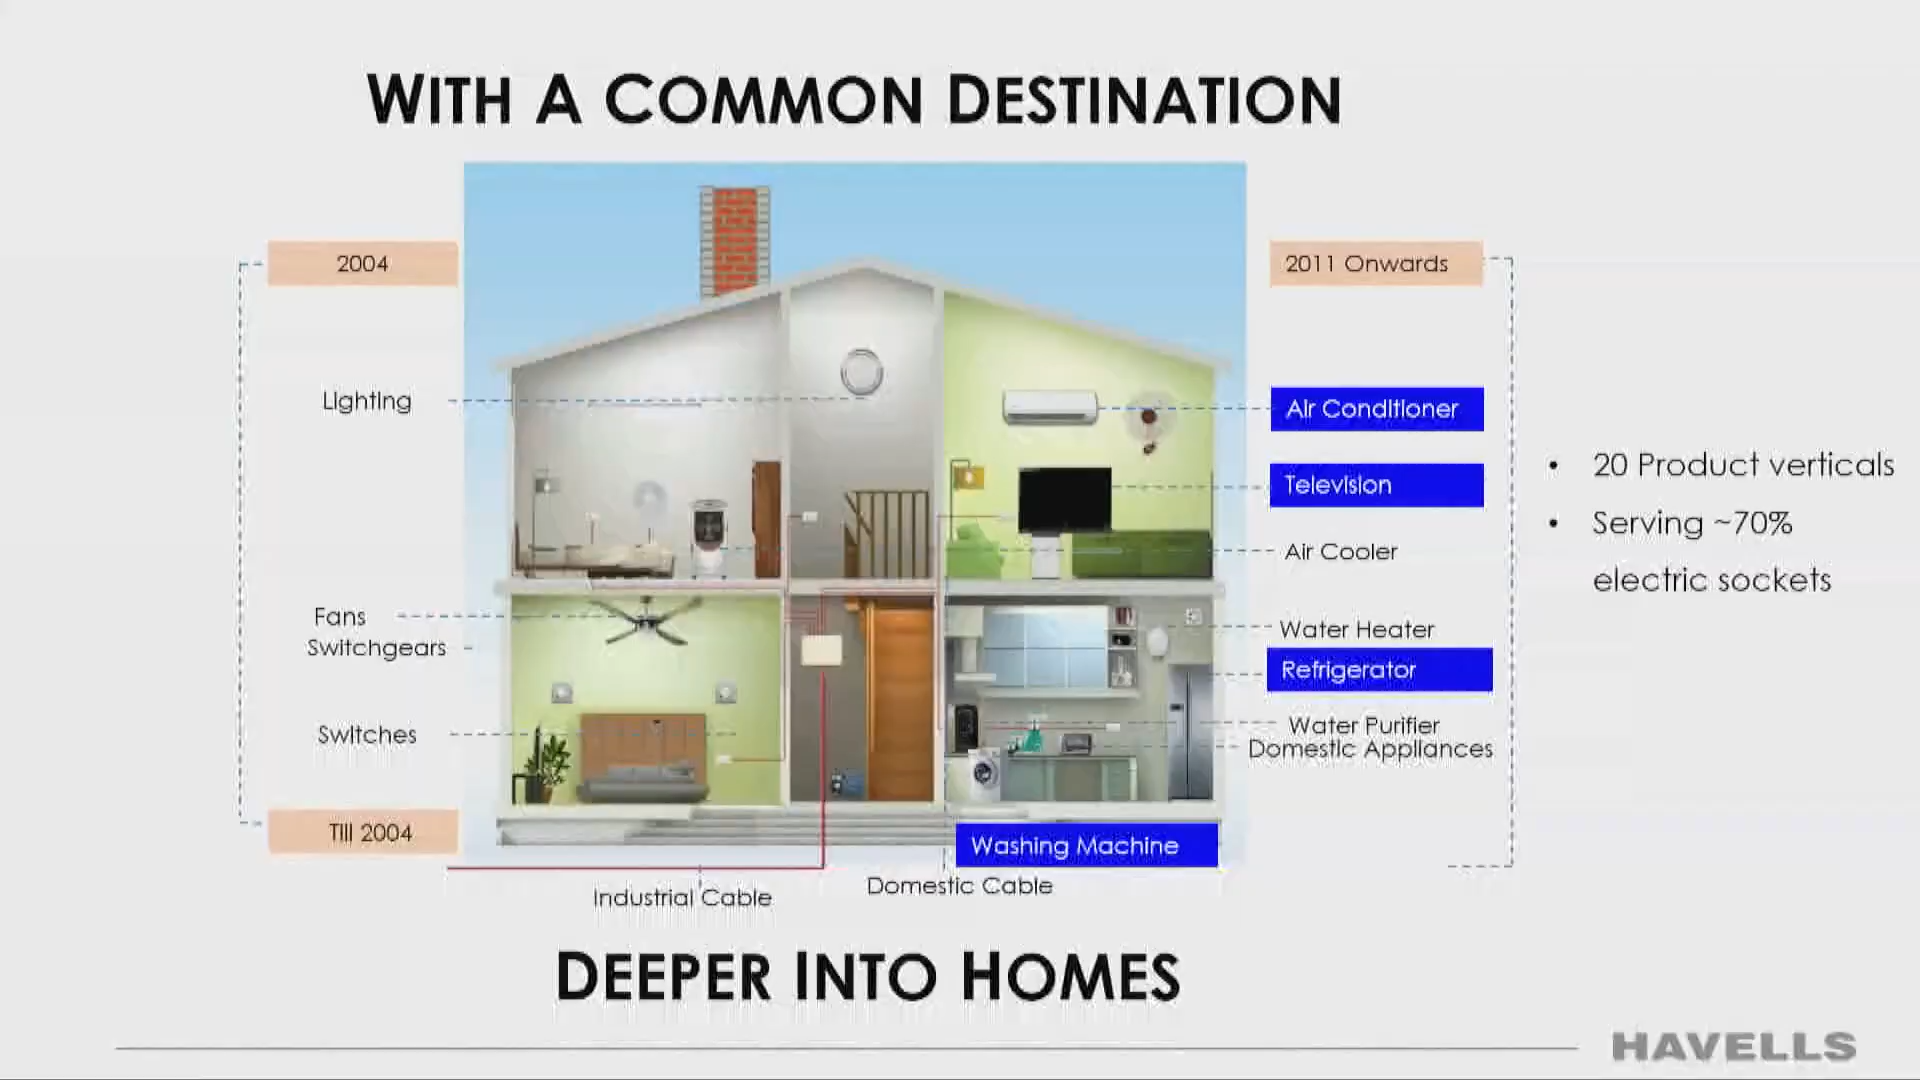 WITH A COMMON DESTINATION
2004
2011 Onwards
Lighting
Air Conditioner
Television
Air Cooler
Fans
Switchgears
Water Heater
Refrigerator
Switches
Water Purifier
Domestic Appliances
Till 2004
Washing Machine
Industrial Cable
Domestic Cable
• 20 Product verticals
• Serving ~70%
electric sockets
DEEPER INTO HOMES
HAVELLS